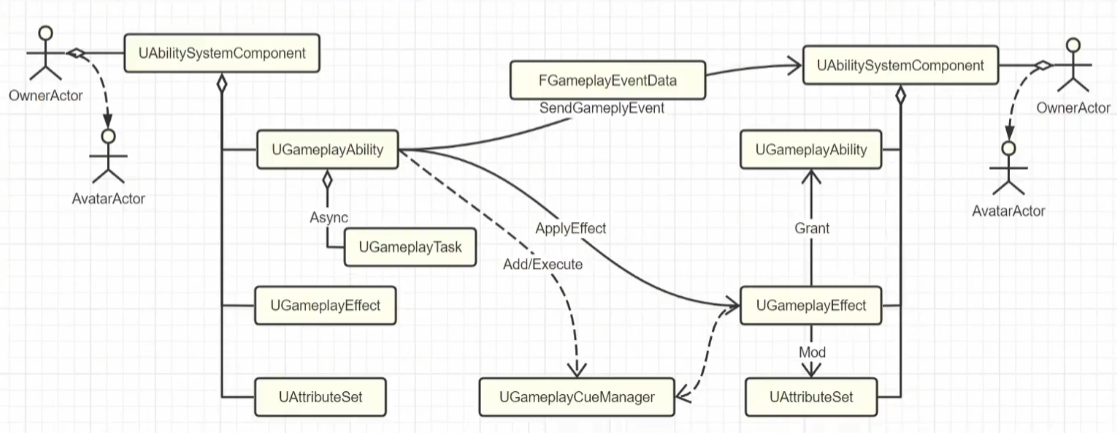 UAbilitySystemComponent
OwnerActor
AvatarActor
UGameplayAbility
Async
UGameplayTask
UGameplayEffect
UAttributeSet
FGameplayEventData
SendGameplyEvent
ApplyEffect
Add/Execute
UGameplayCueManager
UAbilitySystemComponent
OwnerActor
AvatarActor
UGameplayAbility
Grant
UGameplayEffect
Mod
UAttributeSet